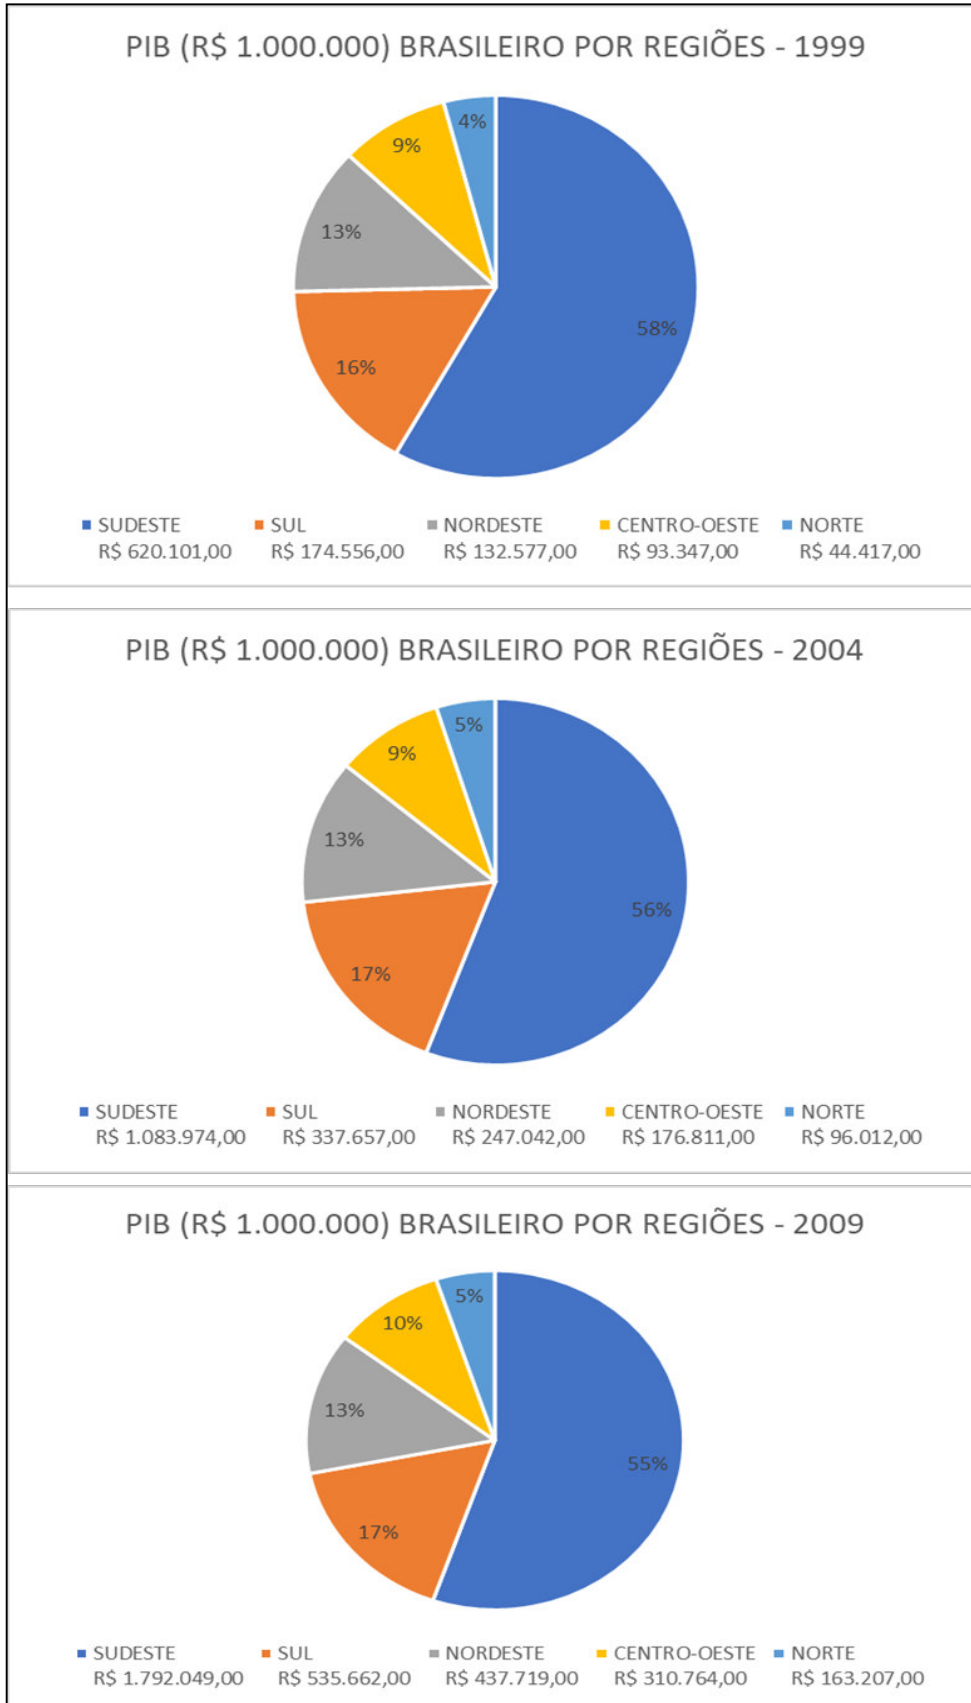 PIB (R$ 1.000.000) BRASILEIRO POR REGIÕES - 1999
4%
9%
13%
58%
16%
SUDESTE SUL NORDESTE CENTRO-OESTE NORTE
R$ 620.101,00 R$ 174.556,00 R$ 132.577,00 R$ 93.347,00 R$ 44.417,00
PIB (R$ 1.000.000) BRASILEIRO POR REGIÕES - 2004
5%
9%
13%
56%
17%
SUDESTE SUL NORDESTE CENTRO-OESTE NORTE
R$ 1.083.974,00 R$ 337.657,00 R$ 247.042,00 R$ 176.811,00 R$ 96.012,00
PIB (R$ 1.000.000) BRASILEIRO POR REGIÕES - 2009
5%
10%
13%
55%
17%
SUDESTE SUL NORDESTE CENTRO-OESTE NORTE
R$ 1.792.049,00 R$ 535.662,00 R$ 437.719,00 R$ 310.764,00 R$ 163.207,00